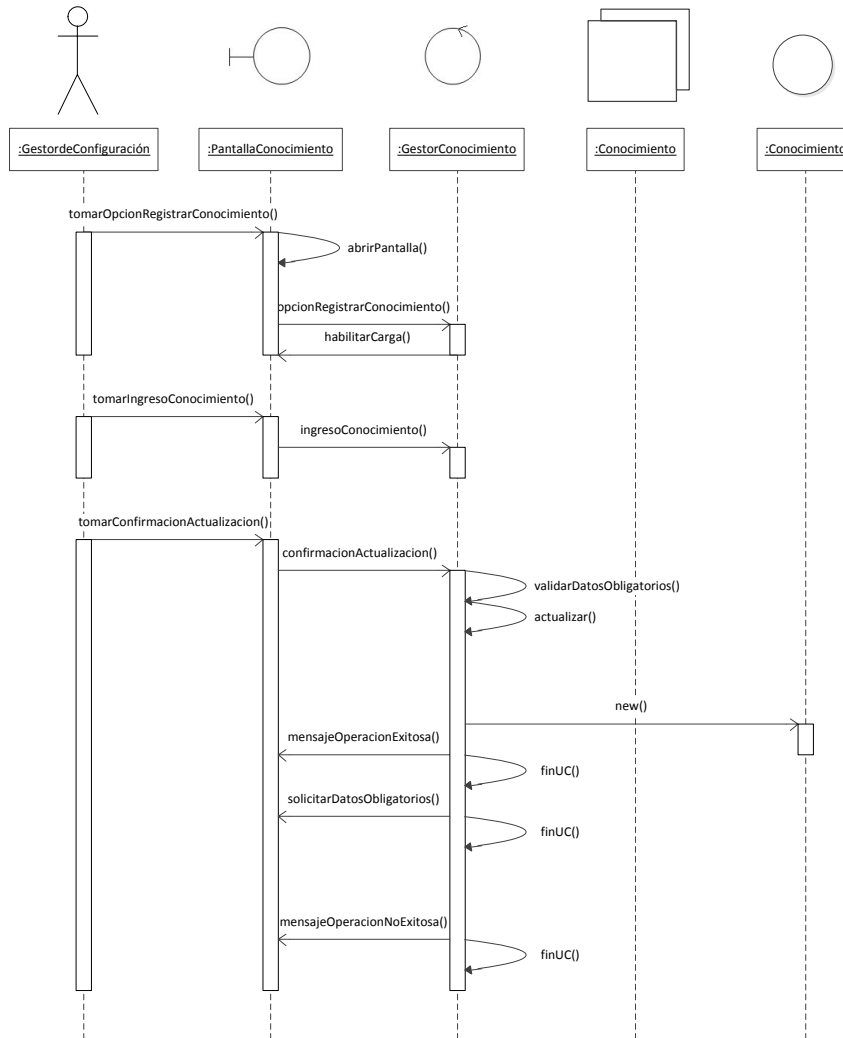 :GestordeConfiguración
:PantallaConocimiento
:GestorConocimiento
:Conocimiento
:Conocimiento
tomarOpcionRegistrarConocimiento()
abrirPantalla()
opcionRegistrarConocimiento()
habilitarCarga()
tomarIngresoConocimiento()
ingresoConocimiento()
tomarConfirmacionActualizacion()
confirmacionActualizacion()
validarDatosObligatorios()
actualizar()
new()
mensajeOperacionExitosa()
finUC()
solicitarDatosObligatorios()
finUC()
mensajeOperacionNoExitosa()
finUC()